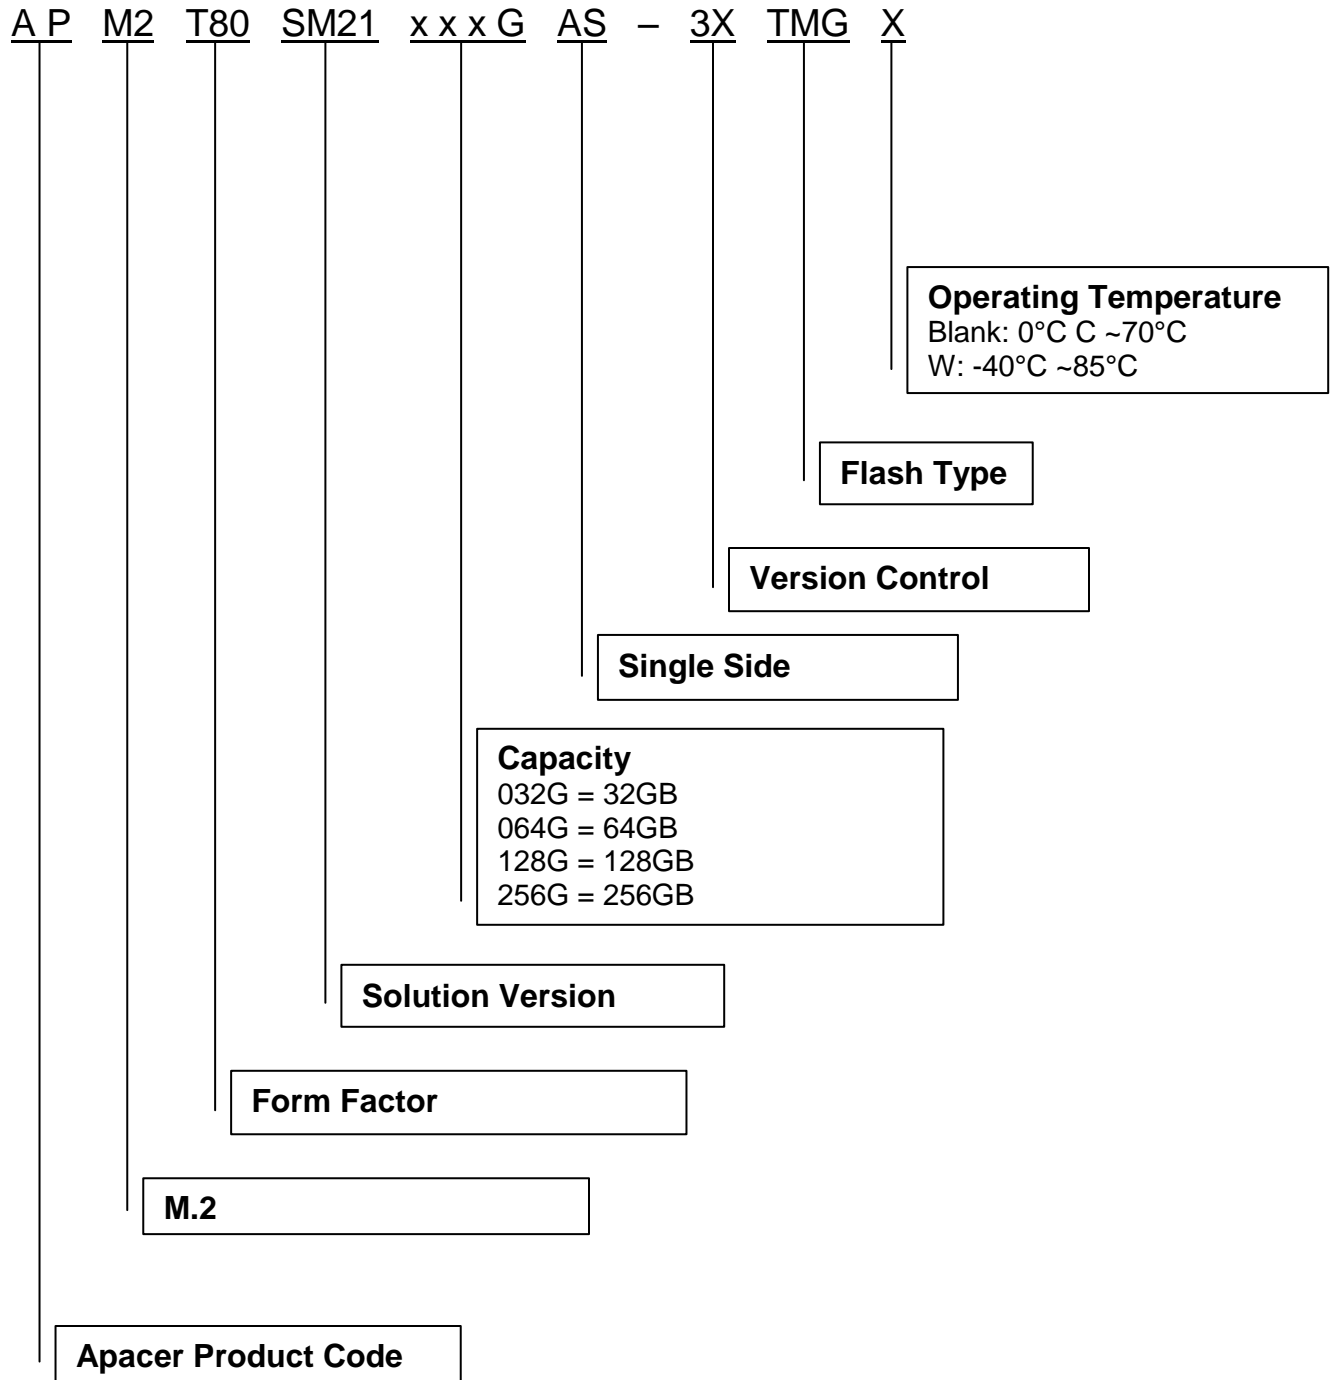 A P M2 T80 SM21 x x x G AS – 3X TMG X
Operating Temperature
Blank: 0°C C ~70°C
W: -40°C ~85°C
Flash Type
Version Control
Single Side
Capacity
032G = 32GB
064G = 64GB
128G = 128GB
256G = 256GB
Solution Version
Form Factor
M.2
Apacer Product Code